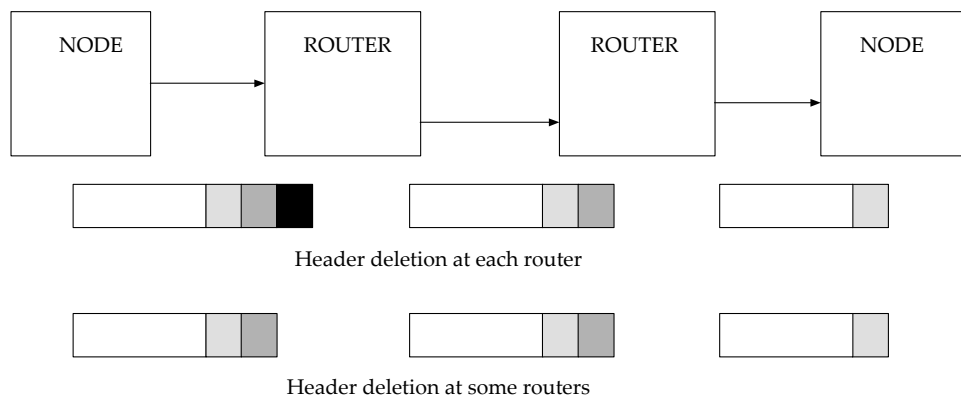 NODE
ROUTER
ROUTER
NODE
Header deletion at each router
Header deletion at some routers